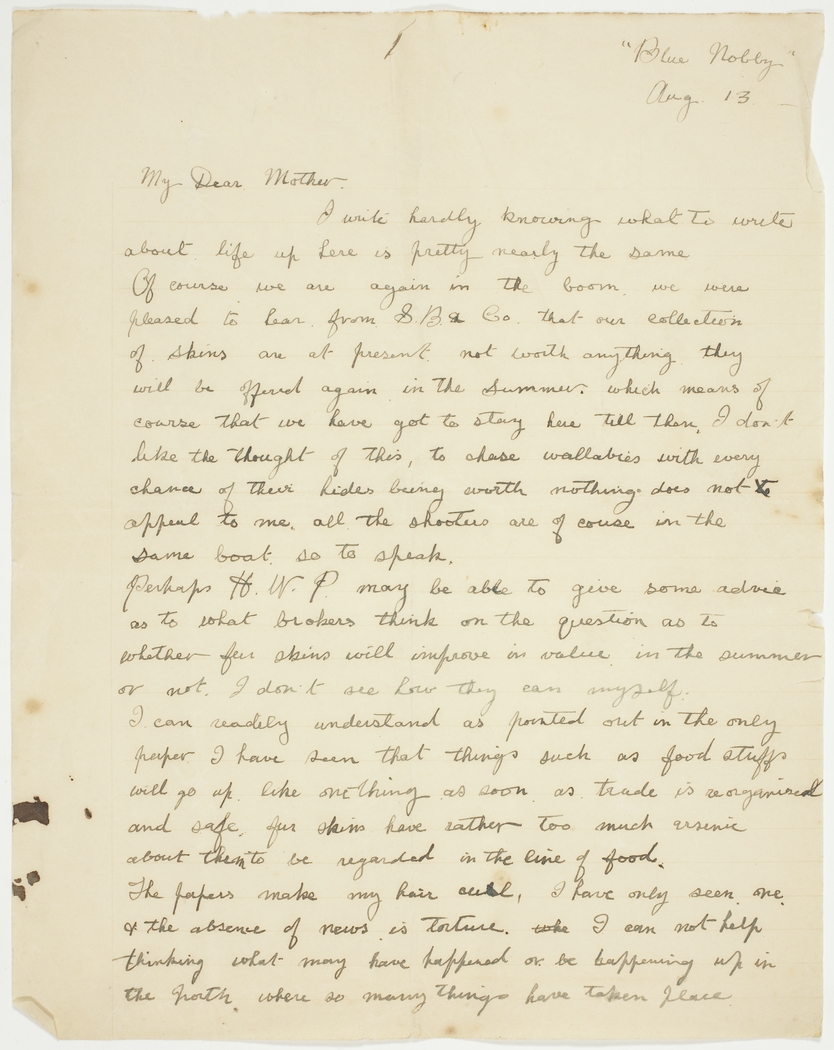 1
"Blue Nobby"
Aug 13
My Dear Mother.
I write hardly knowing what to write
about life up here is pretty nearly the same
Of course we are again in the boom. we were
pleased to hear from S.B.& Co. that our collection
of skins are at present not worth anything they
will be offered again in the Summer. which means of
course that we have got to stay here till then, I don't
like the thought of this, to chase wallabies with every
chance of their hides being worth nothing does not to
appeal to me. all the shooters are of couse in the
same boat. so to speak.
Perhaps H. W. P. may be able to give some advice
as to what brokers think on the question as to
whether fur skins will improve in value in the summer
or not. I don't see how they can myself.
I can readily understand as pointed out in the only
paper I have seen that things such as food stuffs
will go up like one thing as soon as trade is reorganised
and safe. fur skins have rather too much arsenic
about them to be regarded in the line of food.
The papers make my hair curl, I have only seen one
& the absence of news is torture. I can not help
thinking what may have happened or be happening up in
the North where so many things have taken place